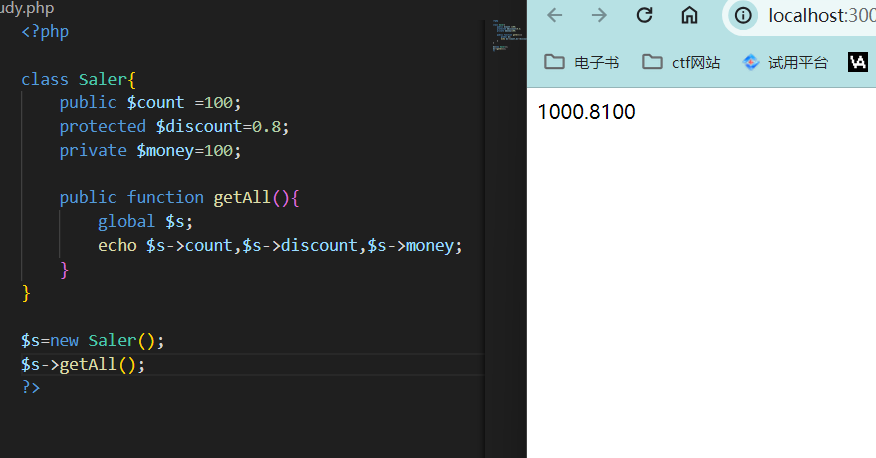 udy.php
<?php
class Saler{
    public $count =100;
    protected $discount=0.8;
    private $money=100;
    public function getAll(){
        global $s;
        echo $s->count,$s->discount,$s->money;
    }
}
$s=new Saler();
$s->getAll();
?>
localhost:300
电子书 ctf网站 试用平台
1000.8100